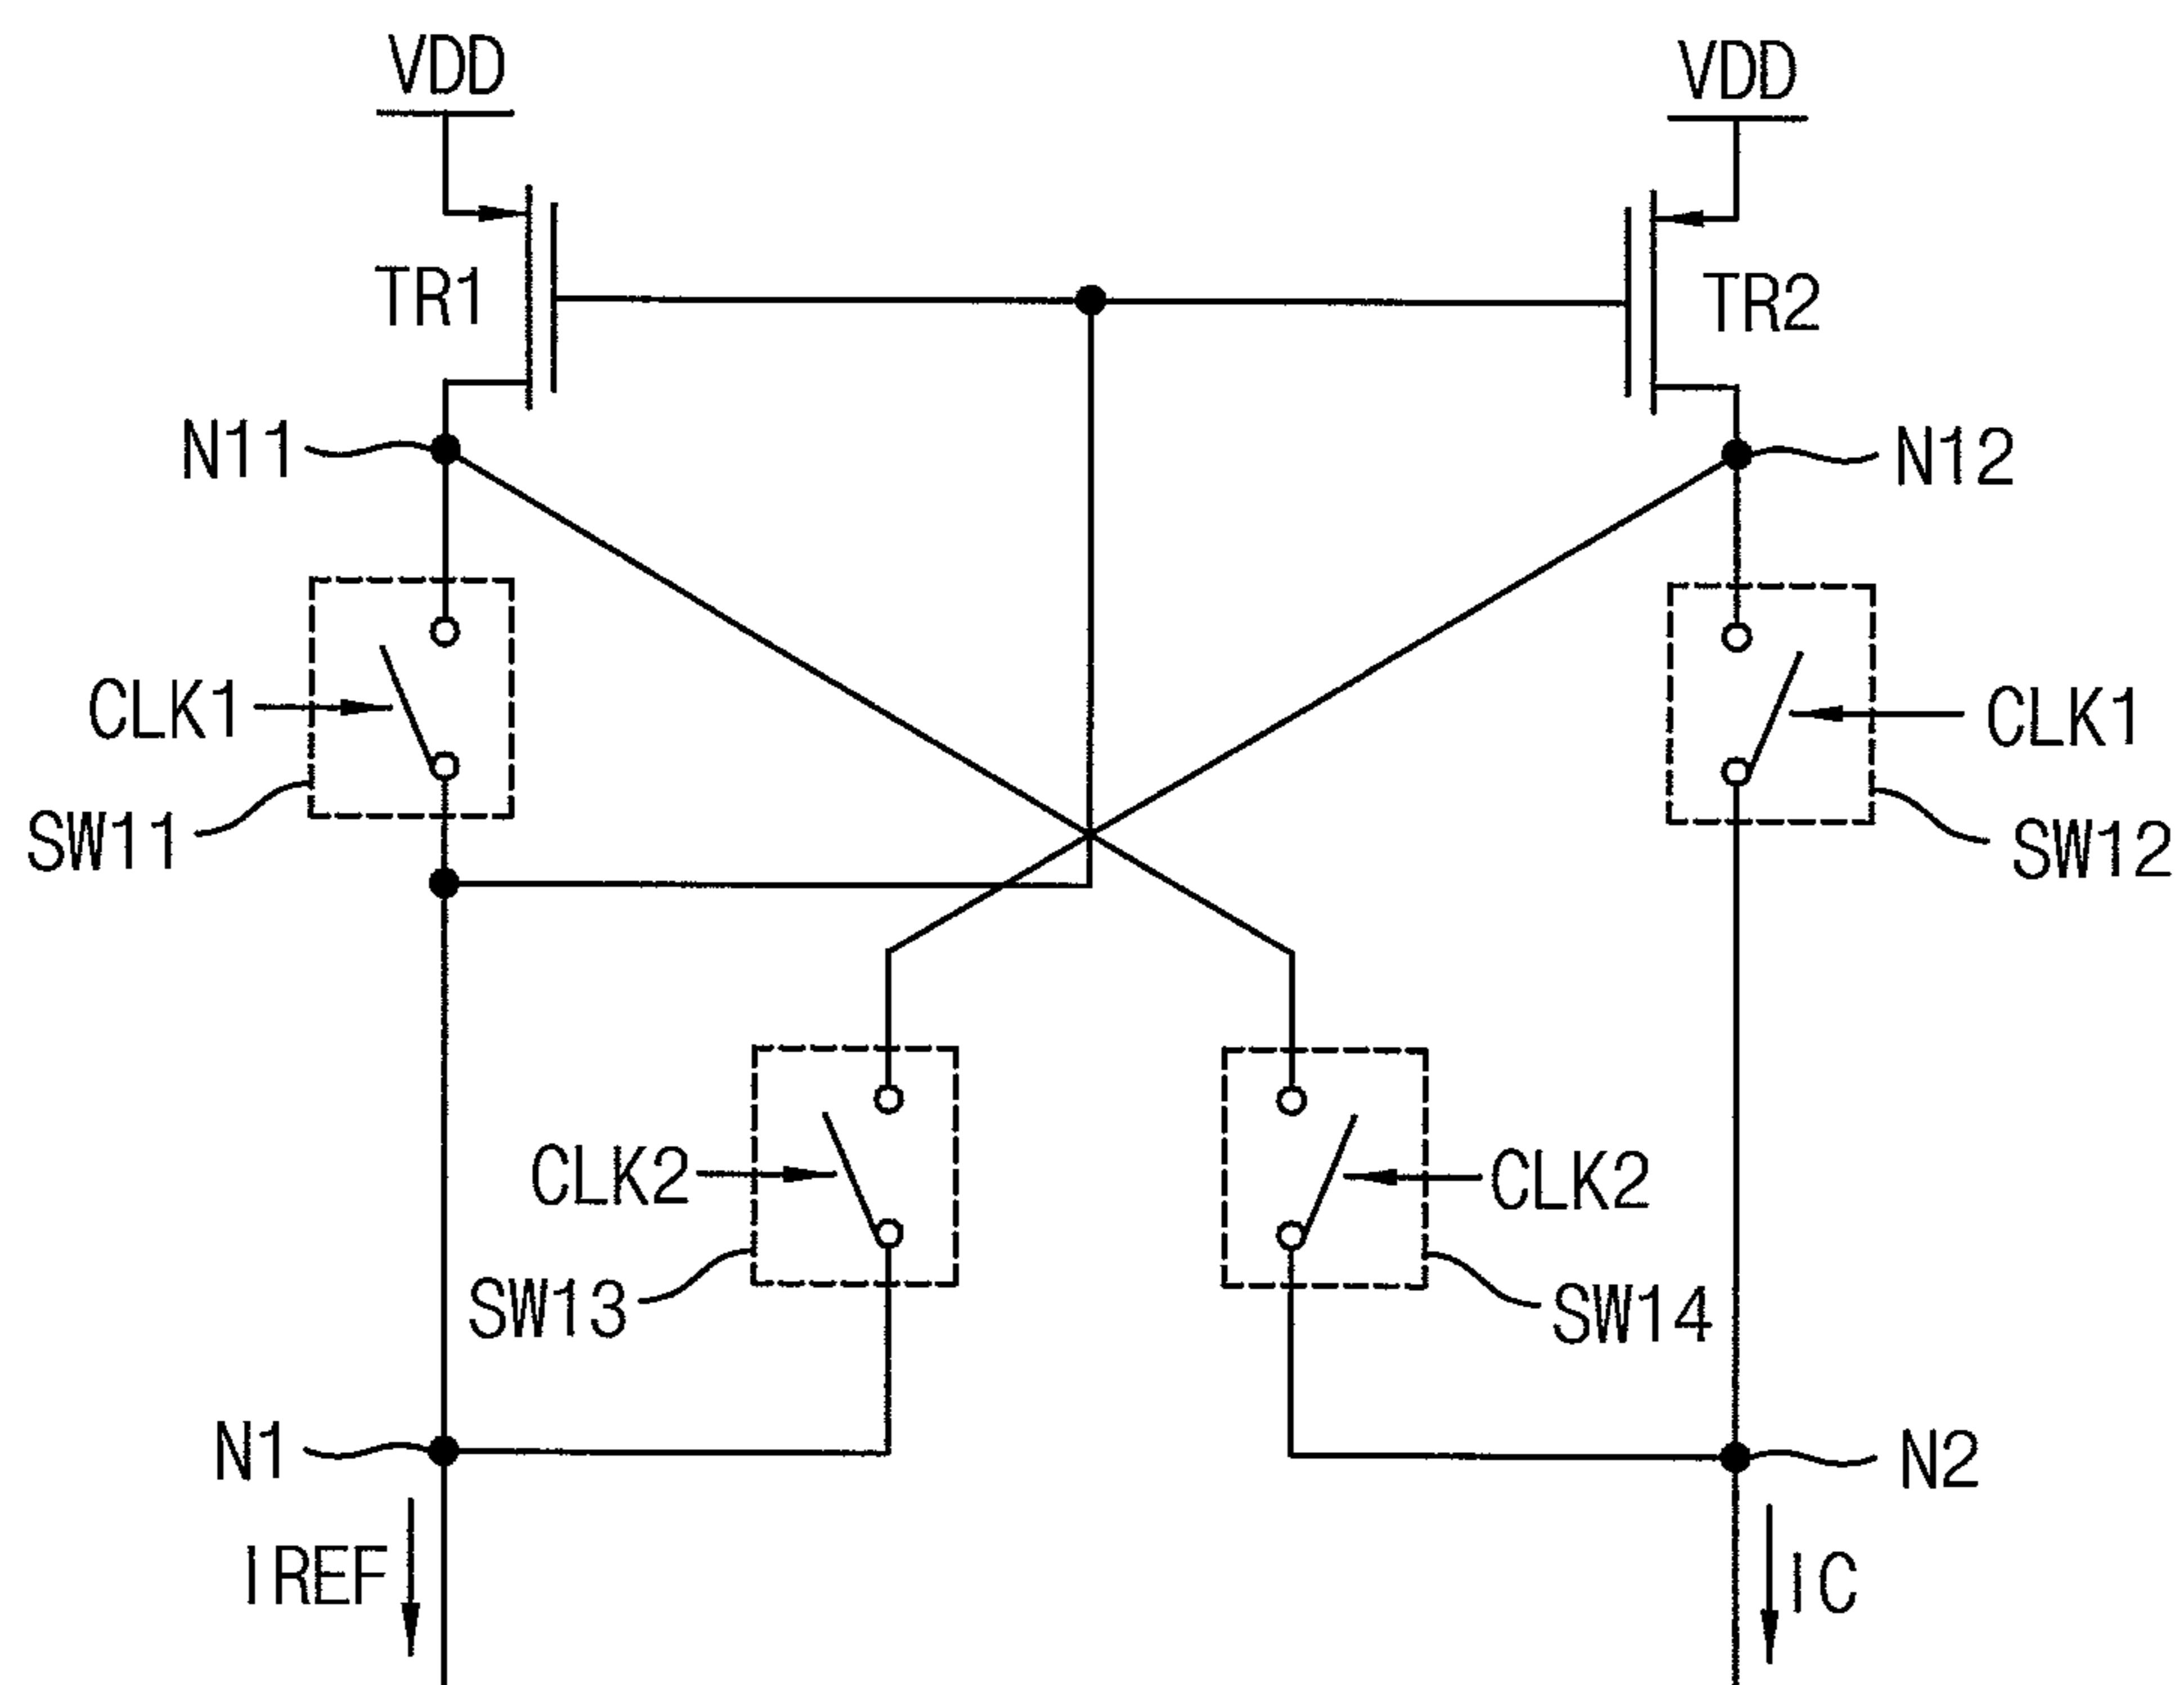 VDD
VDD
TR1
TR2
N11
N12
CLK1
CLK1
SW11
SW12
CLK2
CLK2
SW13
SW14
N1
N2
IREF
IC